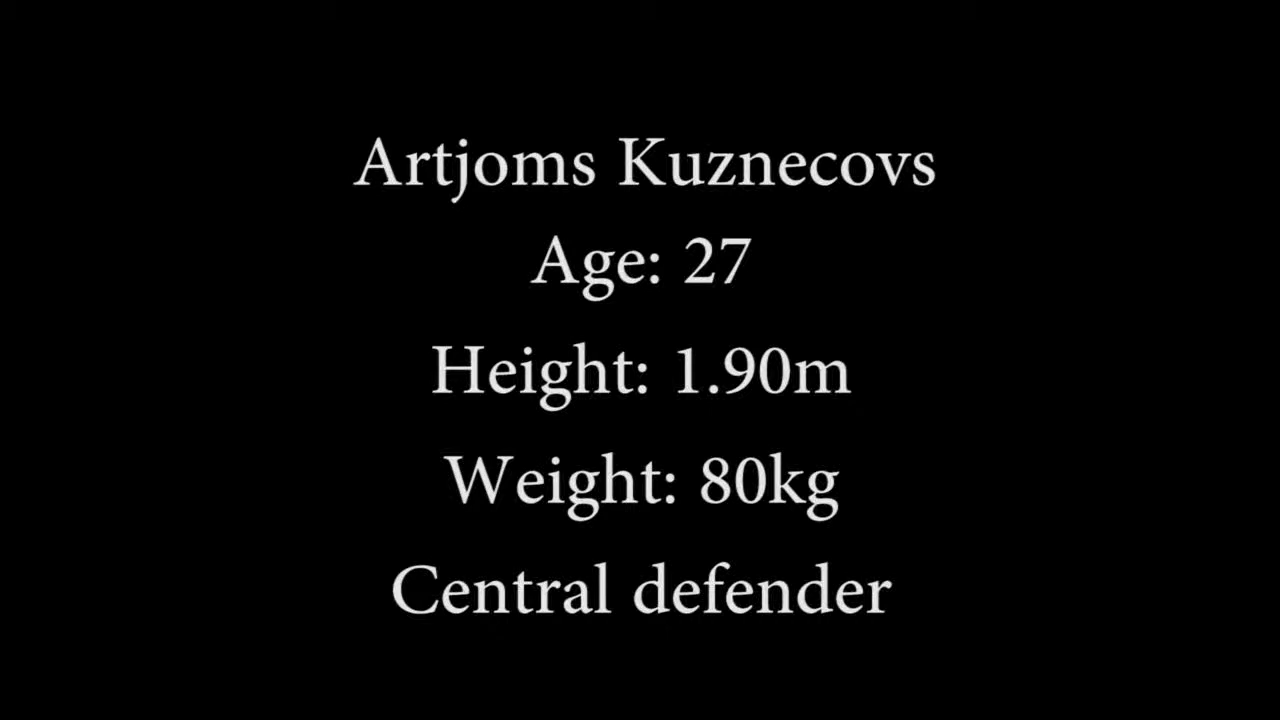 Artjoms Kuznecovs
Age: 27
Height: 1.90m
Weight: 80kg
Central defender